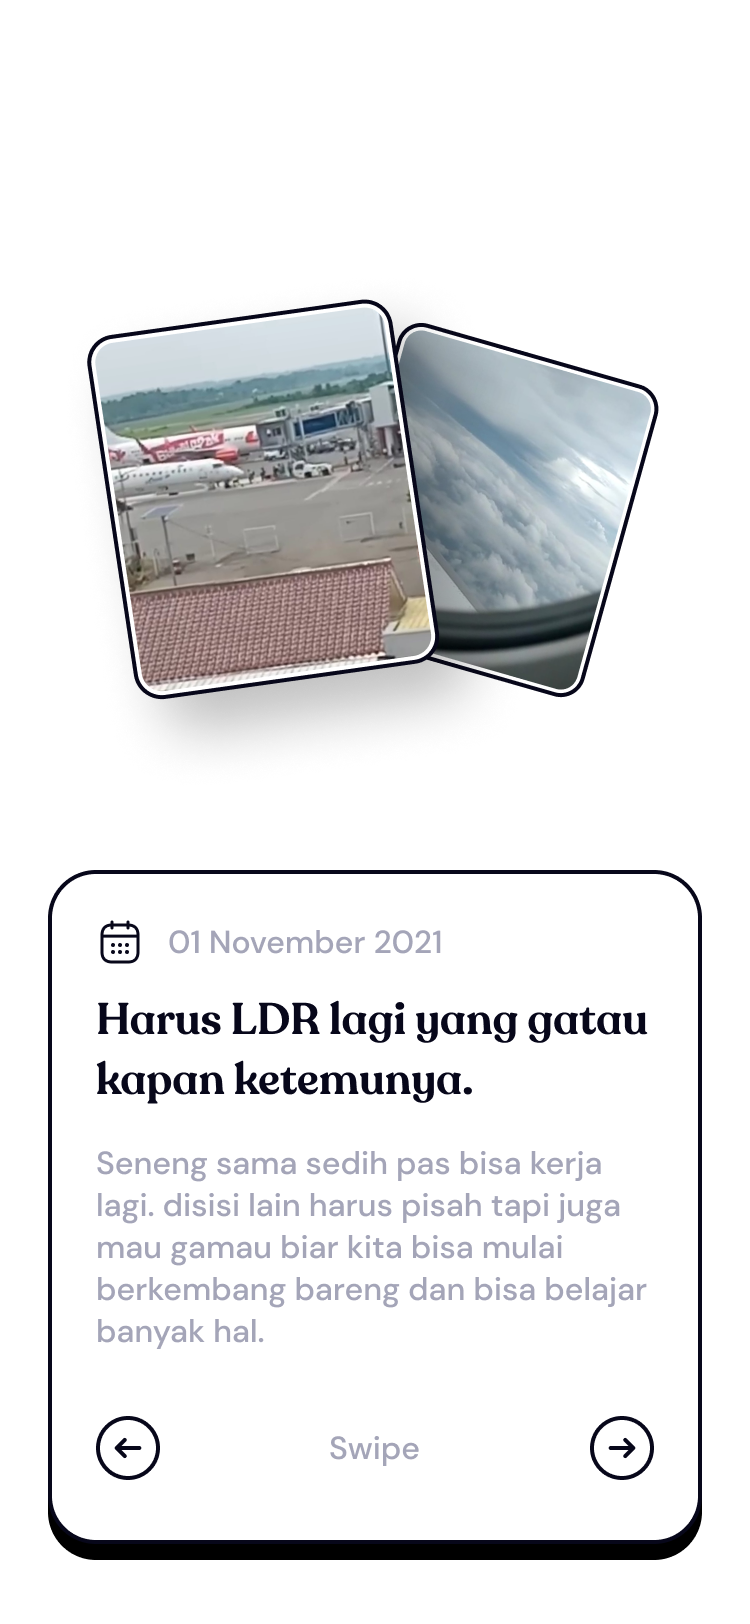 01 November 2021
Harus LDR lagi yang gatau
kapan ketemunya.
Seneng sama sedih pas bisa kerja
lagi. disisi lain harus pisah tapi juga
mau gamau biar kita bisa mulai
berkembang bareng dan bisa belajar
banyak hal.
Swipe